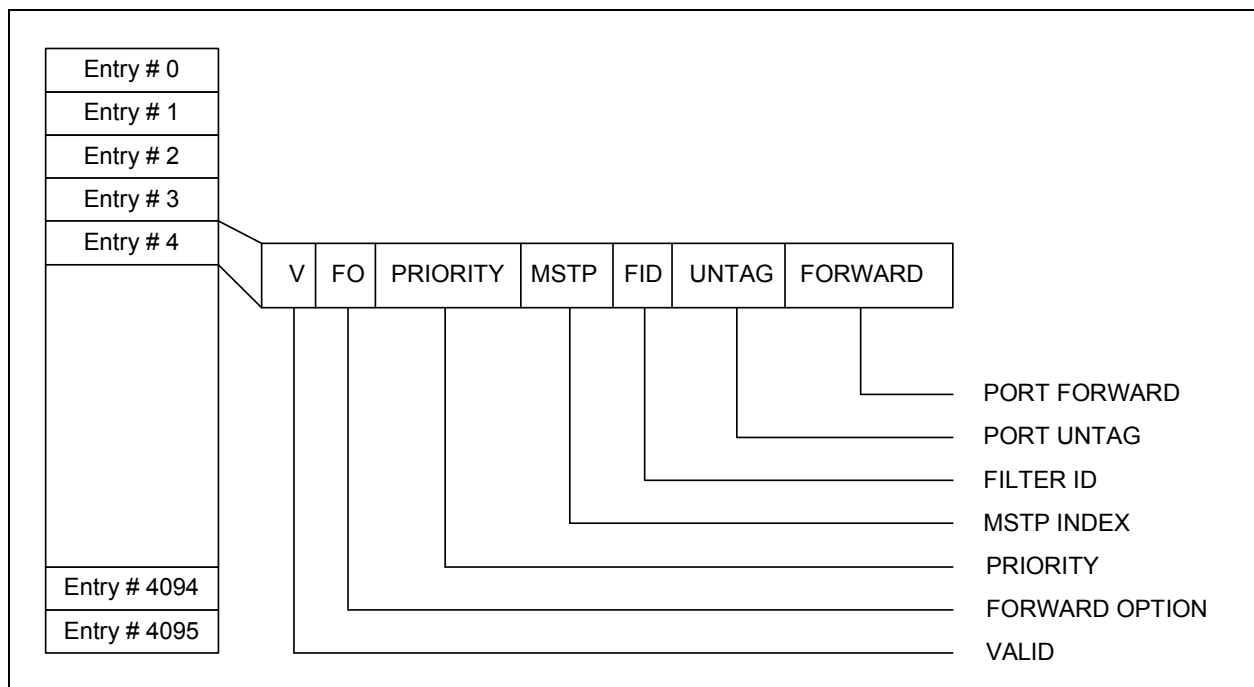 Entry # 0
Entry # 1
Entry # 2
Entry # 3
Entry # 4
V FO PRIORITY MSTP FID UNTAG FORWARD
PORT FORWARD
PORT UNTAG
FILTER ID
MSTP INDEX
PRIORITY
FORWARD OPTION
VALID
Entry # 4094
Entry # 4095